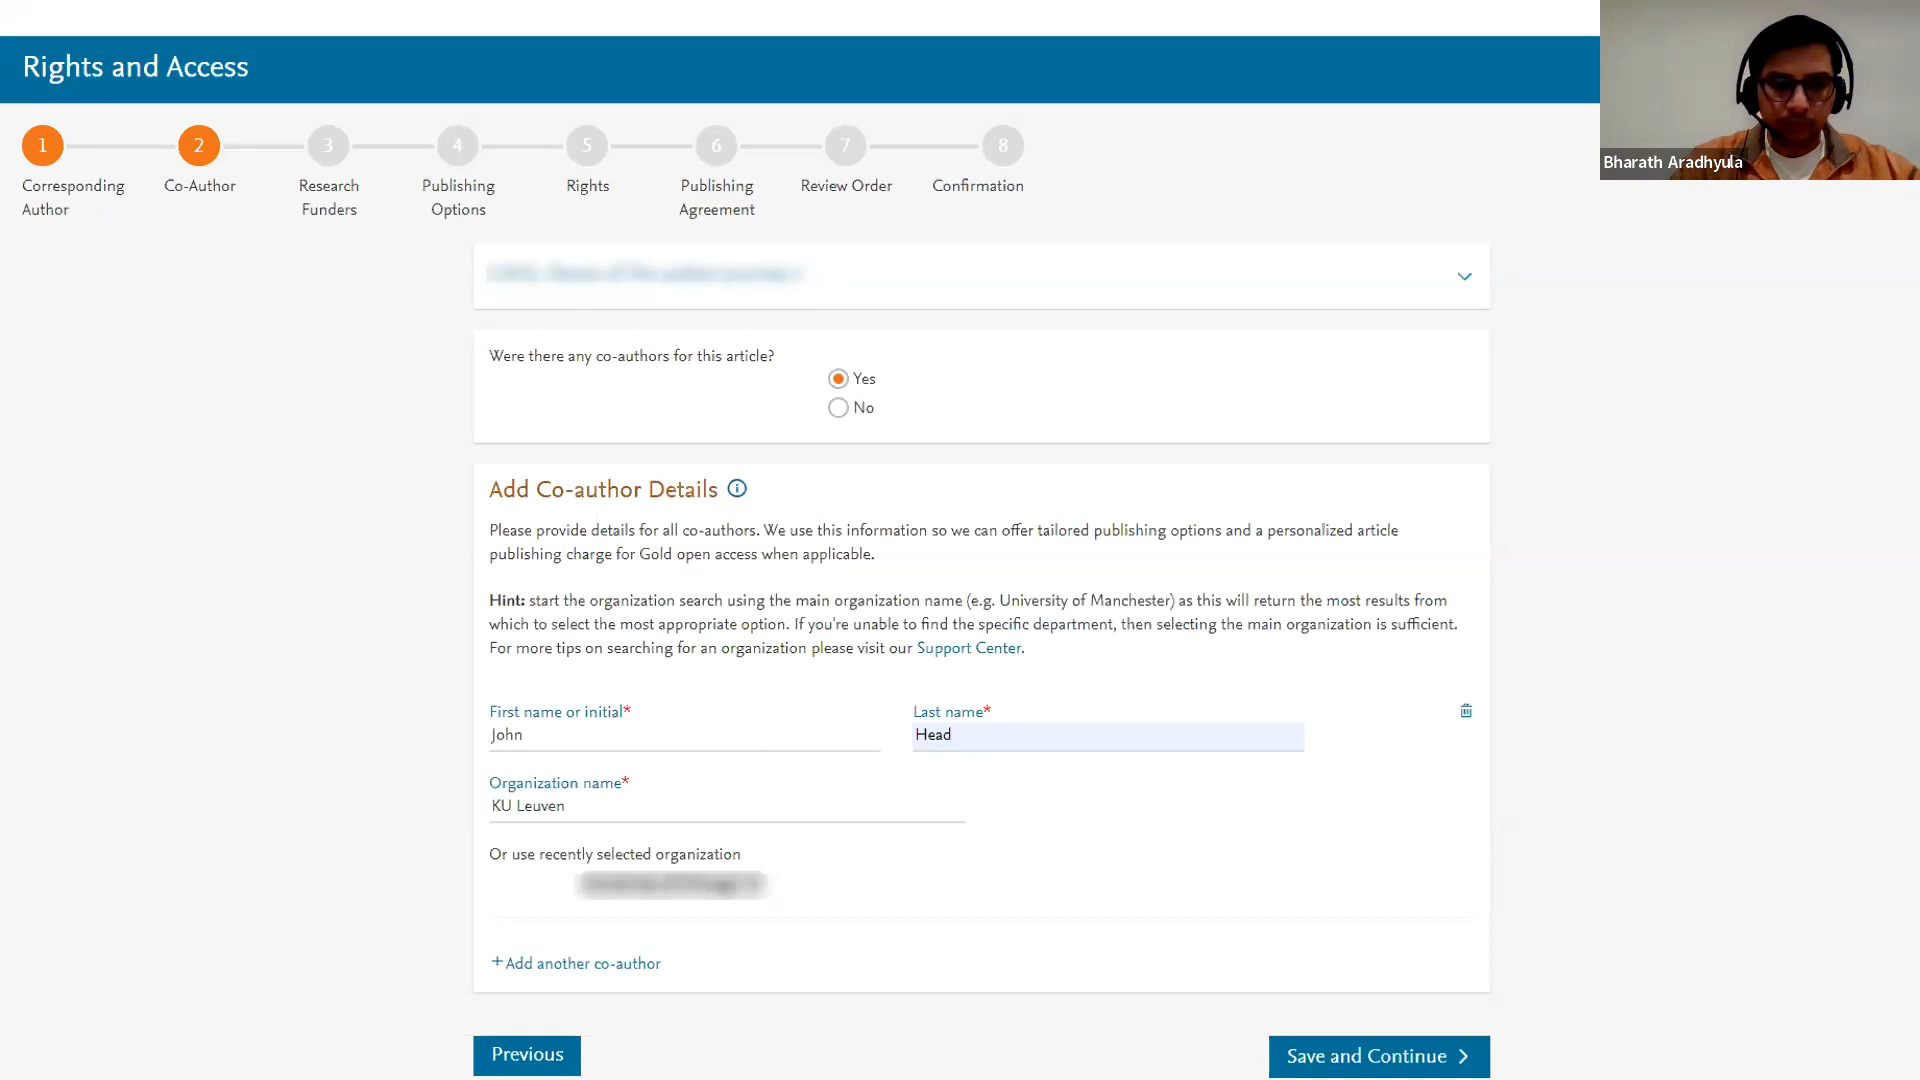 Rights and Access
Bharath Aradhyula
1
2
3
4
5
6
7
8
Corresponding
Author
Co-Author
Research
Funders
Publishing
Options
Rights
Publishing
Agreement
Review Order
Confirmation
Were there any co-authors for this article?
Yes
No
Add Co-author Details
Please provide details for all co-authors. We use this information so we can offer tailored publishing options and a personalized article
publishing charge for Gold open access when applicable.
Hint: start the organization search using the main organization name (e.g. University of Manchester) as this will return the most results from
which to select the most appropriate option. If you're unable to find the specific department, then selecting the main organization is sufficient.
For more tips on searching for an organization please visit our Support Center.
First name or initial*
Last name*
John
Head
Organization name*
KU Leuven
Or use recently selected organization
+Add another co-author
Previous
Save and Continue